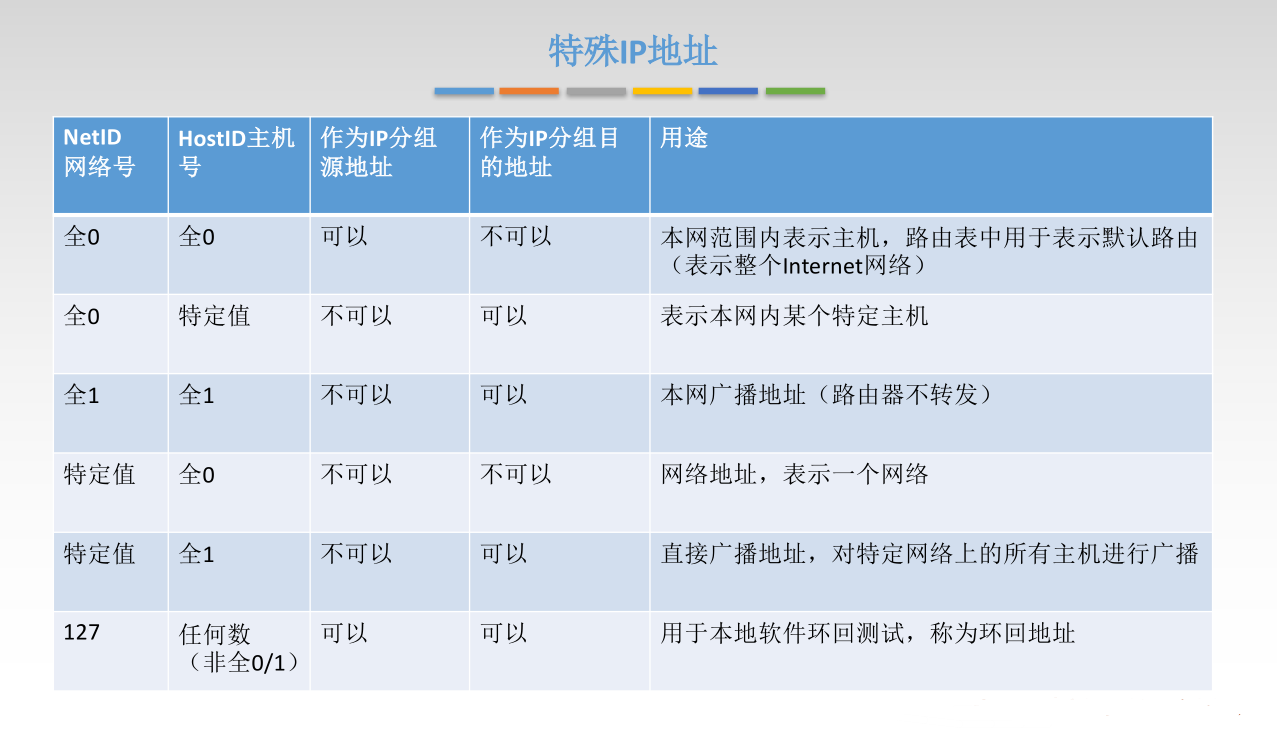 特殊IP地址
NetID
网络号
HostID主机
号
作为IP分组
源地址
作为IP分组目
的地址
用途
全0
全0
可以
不可以
本网范围内表示主机，路由表中用于表示默认路由
（表示整个Internet网络）
全0
特定值
不可以
可以
表示本网内某个特定主机
全1
全1
不可以
可以
本网广播地址（路由器不转发）
特定值
全0
不可以
不可以
网络地址，表示一个网络
特定值
全1
不可以
可以
直接广播地址，对特定网络上的所有主机进行广播
127
任何数
（非全0/1）
可以
可以
用于本地软件环回测试，称为环回地址